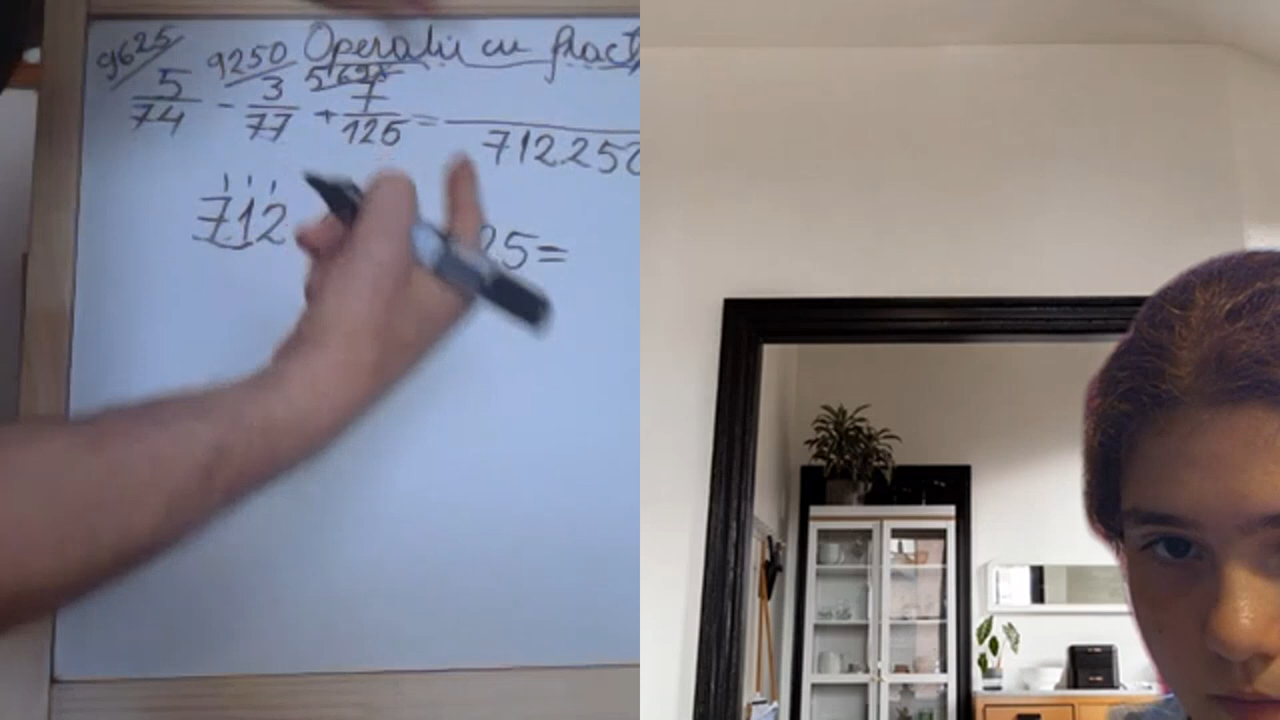 9625 9250 5625 Operații cu fracț
5/74 - 3/77 + 7/125 = /712250
712 25=